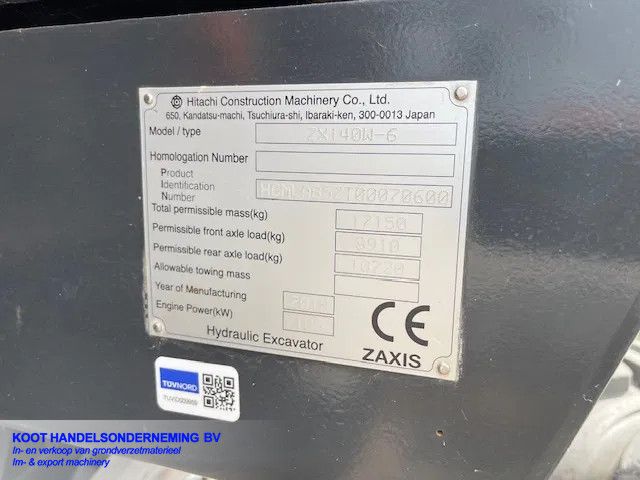 Hitachi Construction Machinery Co., Ltd.
650, Kandatsu-machi, Tsuchiura-shi, Ibaraki-ken, 300-0013 Japan
Model / type ZX140W-6
Homologation Number
Product
Identification
Number 00070600
Total permissible mass(kg) 17150
Permissible front axle load(kg) 8910
Permissible rear axle load(kg)
Allowable towing mass
Year of Manufacturing
Engine Power(kW)
Hydraulic Excavator
CE
ZAXIS
TÜVNORD
KOOT HANDELSONDERNEMING BV
In- en verkoop van grondverzetmaterieel
Im- & export machinery